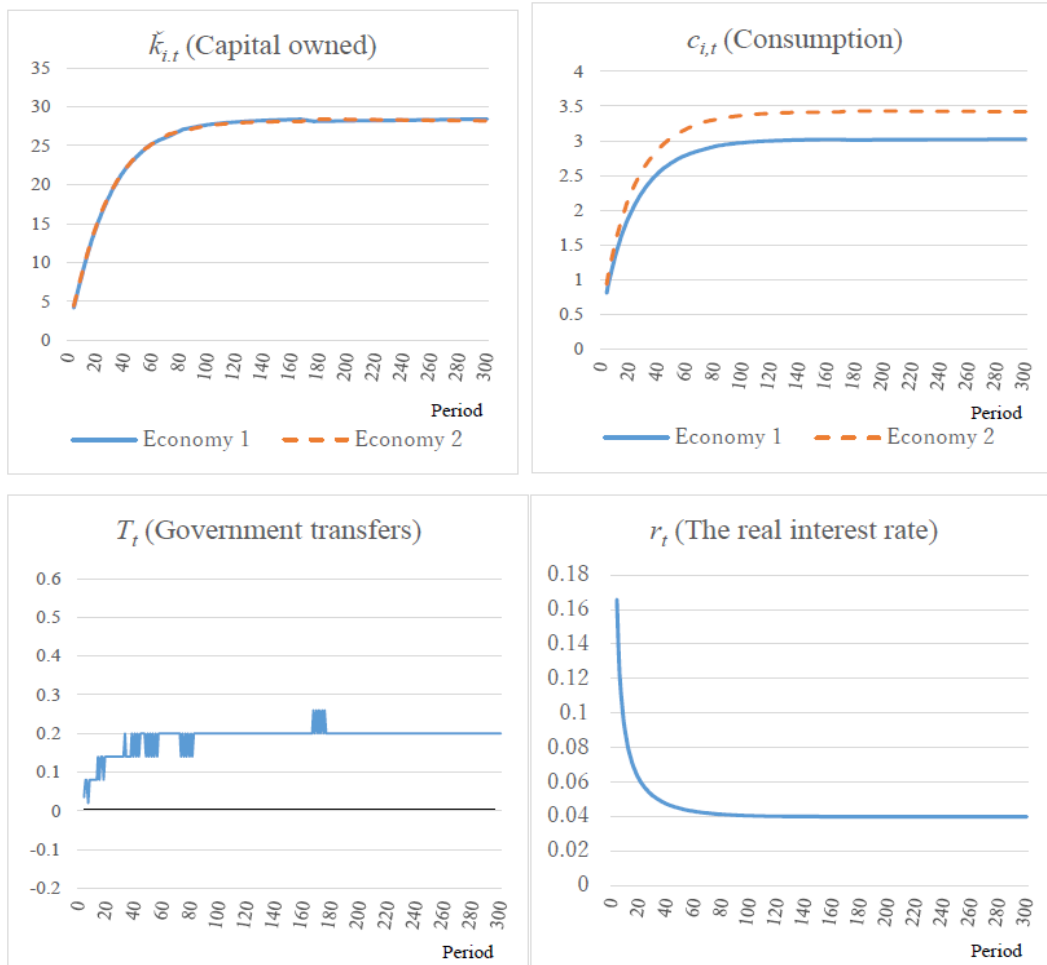 ǩi.t (Capital owned)
35
30
25
20
15
10
5
0
0 20 40 60 80 100 120 140 160 180 200 220 240 260 280 300
Period
Economy 1 Economy 2
ci,t (Consumption)
4
3.5
3
2.5
2
1.5
1
0.5
0
0 20 40 60 80 100 120 140 160 180 200 220 240 260 280 300
Period
Economy 1 Economy 2
Tt (Government transfers)
0.6
0.5
0.4
0.3
0.2
0.1
0
-0.1
-0.2
0 20 40 60 80 100 120 140 160 180 200 220 240 260 280 300
Period
rt (The real interest rate)
0.18
0.16
0.14
0.12
0.1
0.08
0.06
0.04
0.02
0
0 20 40 60 80 100 120 140 160 180 200 220 240 260 280 300
Period